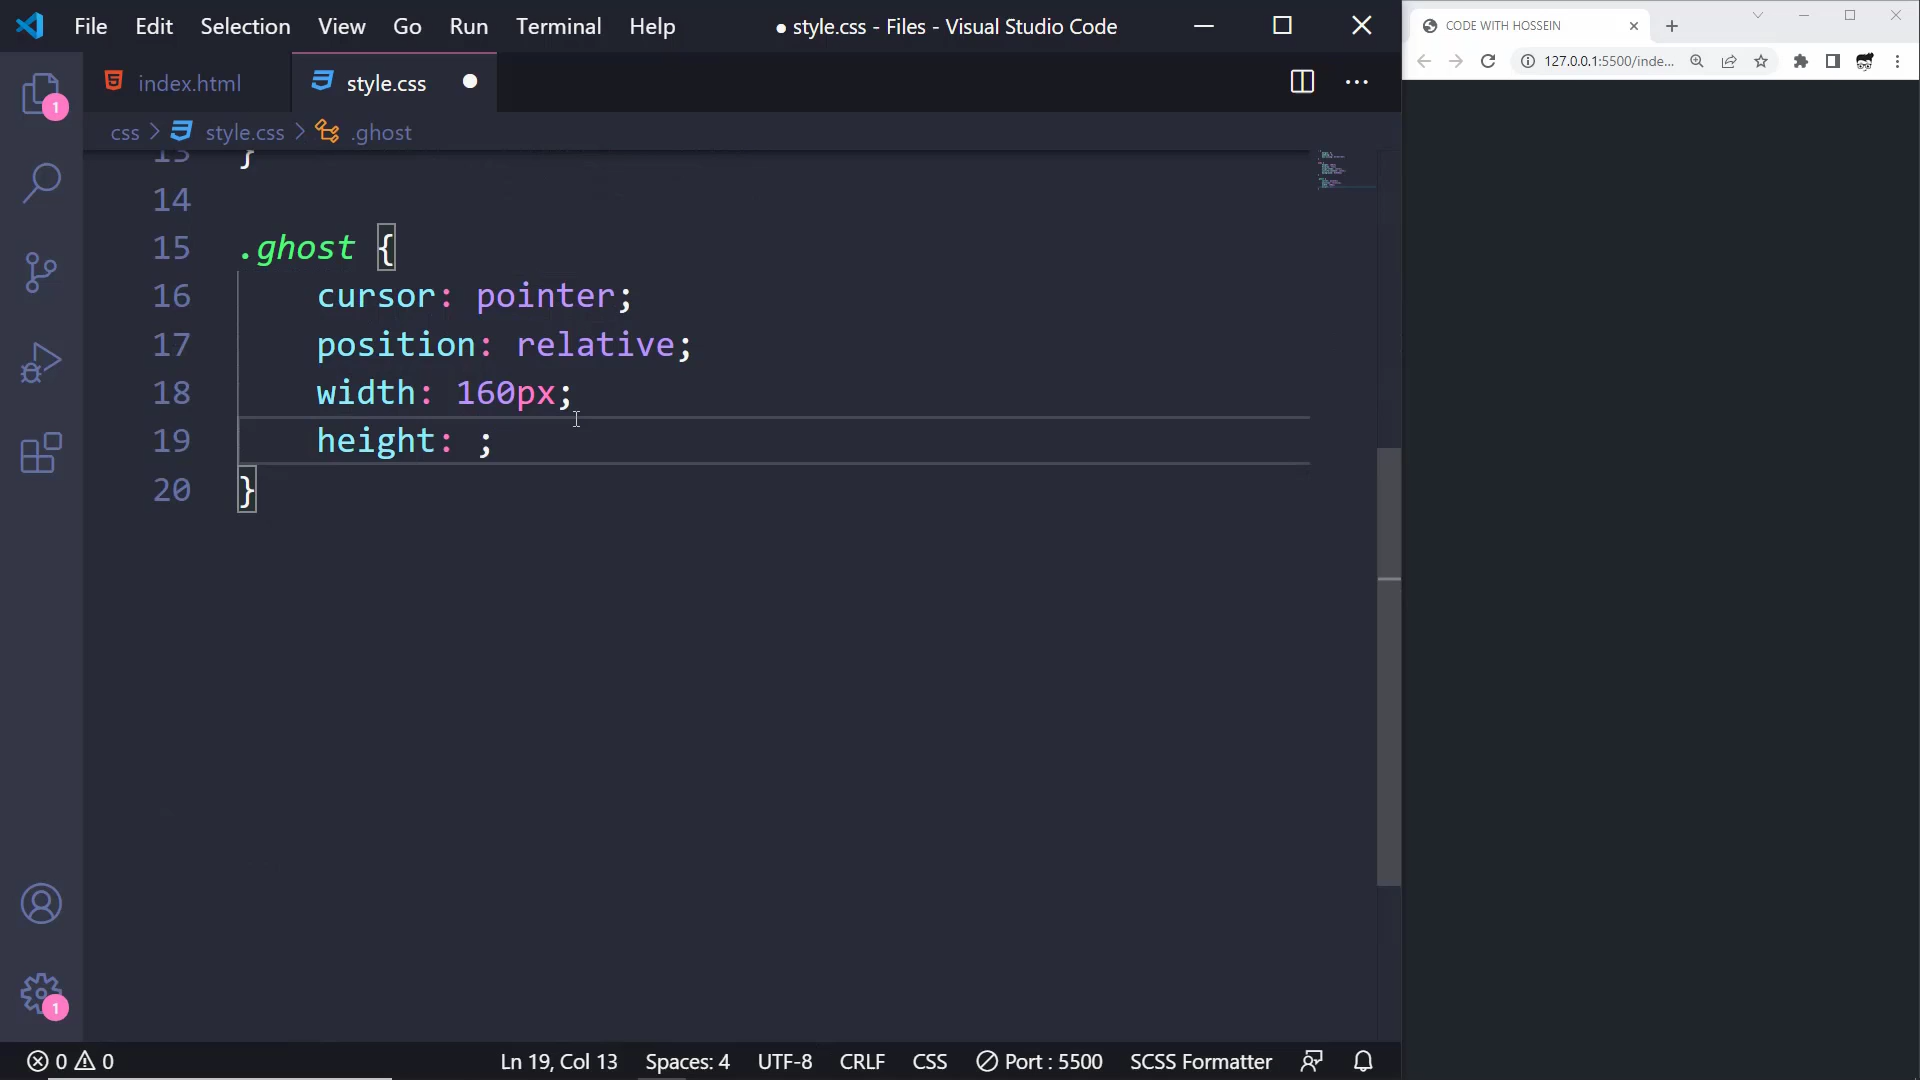 File Edit Selection View Go Run Terminal Help
● style.css - Files - Visual Studio Code
CODE WITH HOSSEIN
127.0.0.1:5500/inde...
index.html
style.css
css > style.css > .ghost
1
13 }
14
15 .ghost {
16 cursor: pointer;
17 position: relative;
18 width: 160px;
19 height: ;
20 }
1
0 0
Ln 19, Col 13
Spaces: 4
UTF-8
CRLF
CSS
Port : 5500
SCSS Formatter